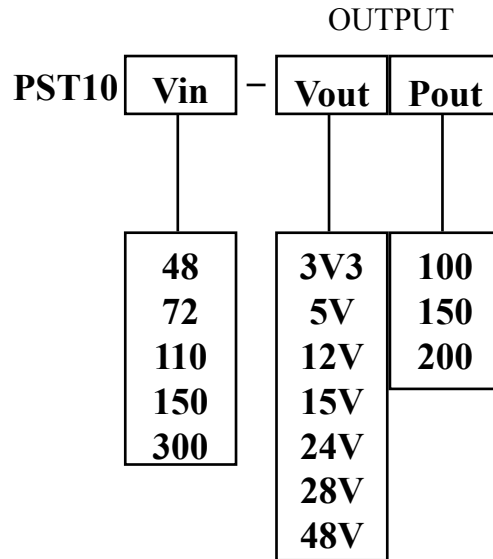 OUTPUT
PST10 Vin – Vout Pout
48 3V3 100
72 5V 150
110 12V 200
150 15V
300 24V
28V
48V